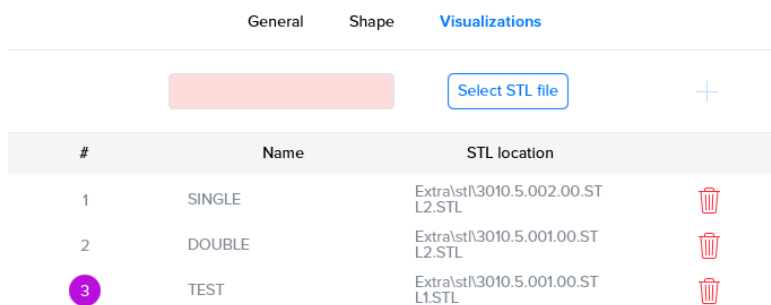 General Shape Visualizations
Select STL file
# Name STL location
1 SINGLE Extra\stl\3010.5.002.00.ST
L2.STL
2 DOUBLE Extra\stl\3010.5.001.00.ST
L2.STL
3 TEST Extra\stl\3010.5.001.00.ST
L1.STL